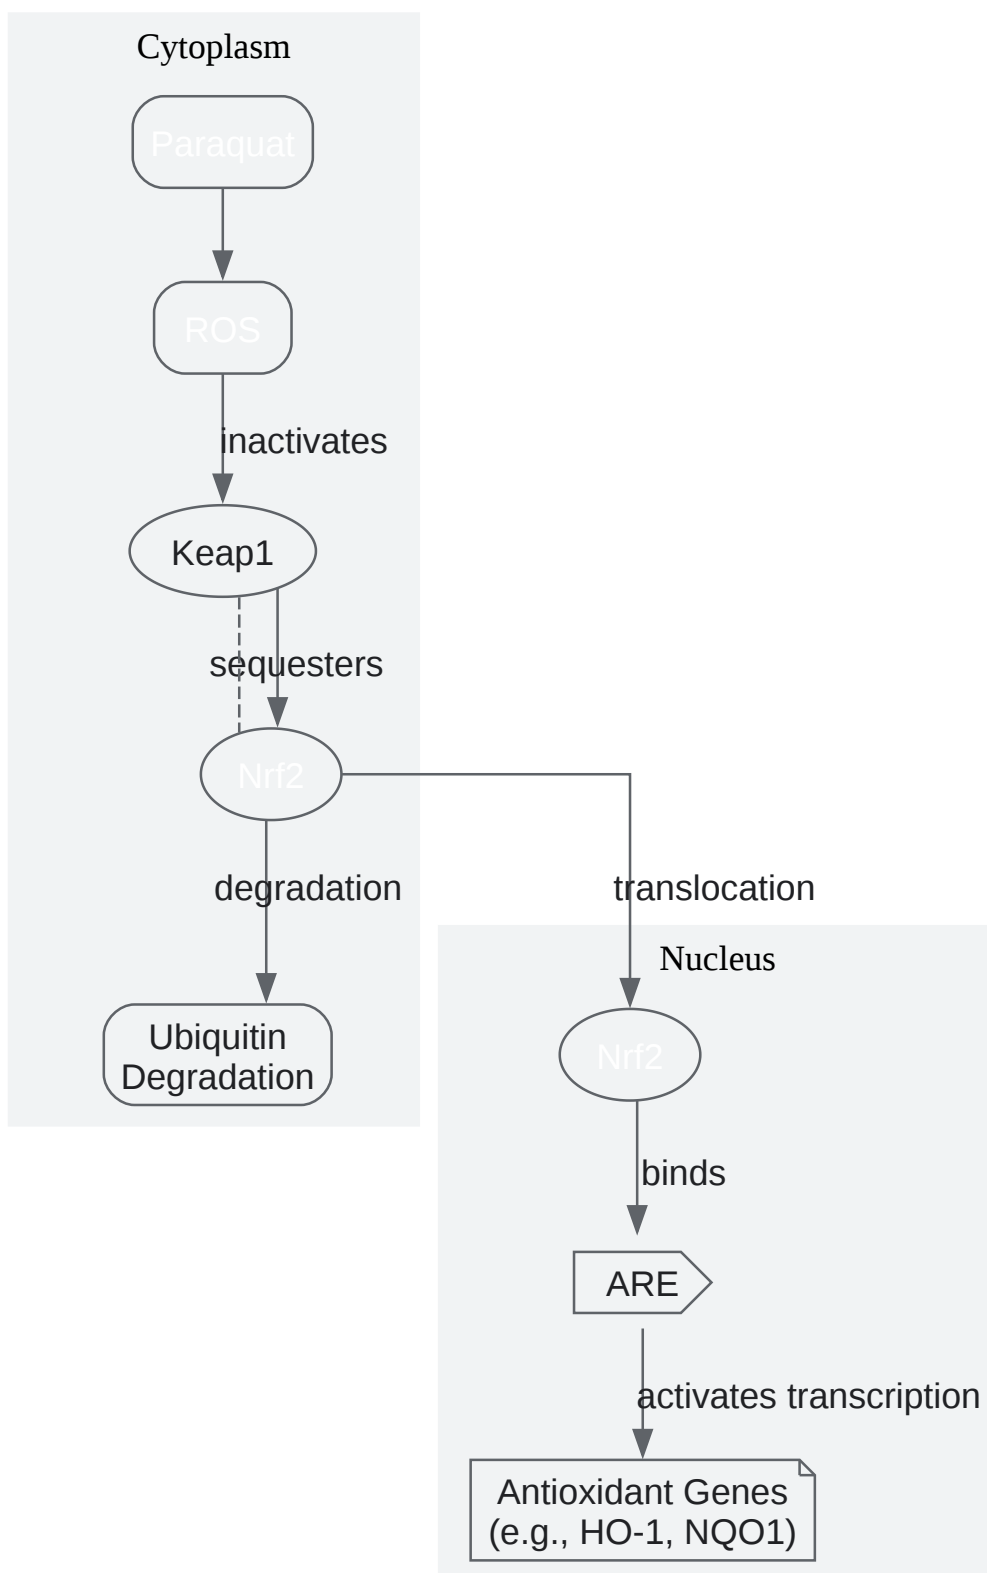 Cytoplasm
Paraquat
ROS
inactivates
Keap1
sequesters
Nrf2
degradation
translocation
Ubiquitin
Degradation
Nucleus
Nrf2
binds
ARE
activates transcription
Antioxidant Genes
(e.g., HO-1, NQO1)